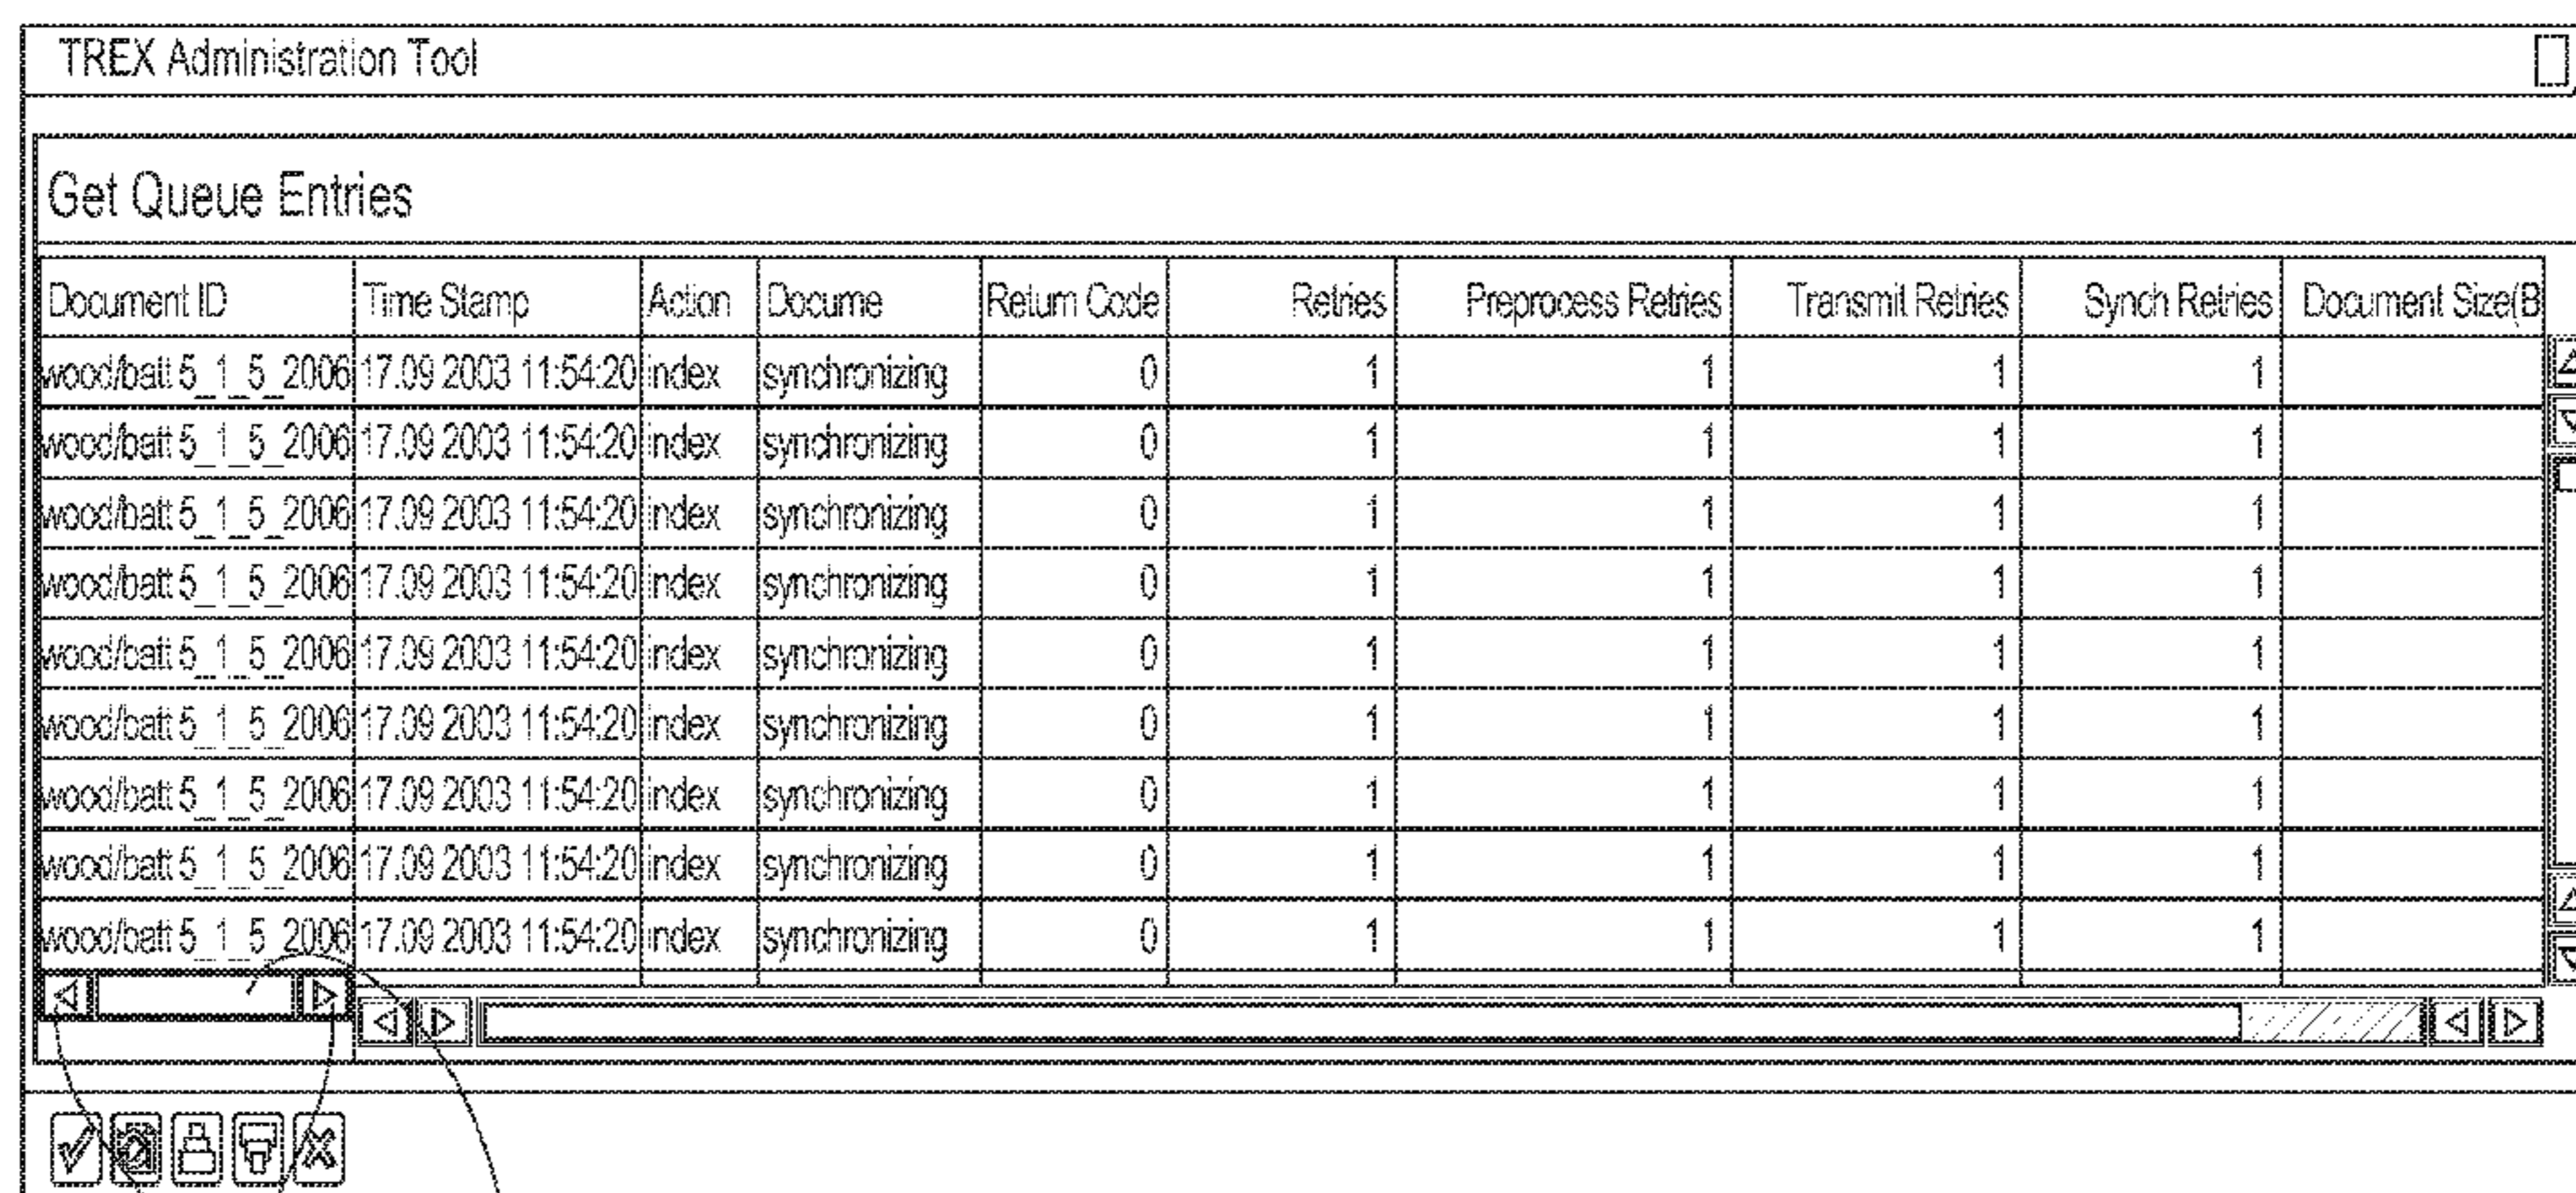 TREX Administration Tool
Get Queue Entries
Document ID Time Stamp Action Docume Return Code Retries Preprocess Retries Transmit Retries Synch Retries Document Size(B
wood/batt 5_1_5_2006 17.09 2003 11:54:20 index synchronizing 0 1 1 1 1
wood/batt 5_1_5_2006 17.09 2003 11:54:20 index synchronizing 0 1 1 1 1
wood/batt 5_1_5_2006 17.09 2003 11:54:20 index synchronizing 0 1 1 1 1
wood/batt 5_1_5_2006 17.09 2003 11:54:20 index synchronizing 0 1 1 1 1
wood/batt 5_1_5_2006 17.09 2003 11:54:20 index synchronizing 0 1 1 1 1
wood/batt 5_1_5_2006 17.09 2003 11:54:20 index synchronizing 0 1 1 1 1
wood/batt 5_1_5_2006 17.09 2003 11:54:20 index synchronizing 0 1 1 1 1
wood/batt 5_1_5_2006 17.09 2003 11:54:20 index synchronizing 0 1 1 1 1
wood/batt 5_1_5_2006 17.09 2003 11:54:20 index synchronizing 0 1 1 1 1